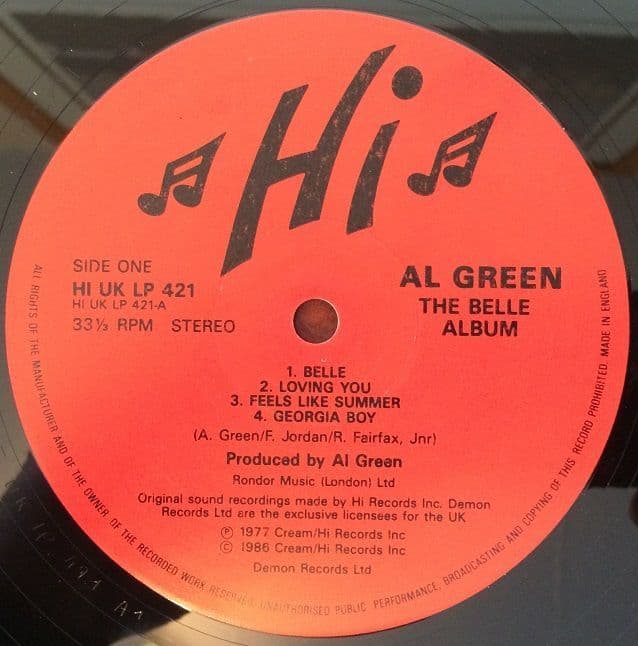 Hi
SIDE ONE
HI UK LP 421
HI UK LP 421-A
33⅓ RPM STEREO
AL GREEN
THE BELLE
ALBUM
1. BELLE
2. LOVING YOU
3. FEELS LIKE SUMMER
4. GEORGIA BOY
(A. Green/F. Jordan/R. Fairfax, Jnr)
Produced by Al Green
Rondor Music (London) Ltd
Original sound recordings made by Hi Records Inc. Demon
Records Ltd are the exclusive licensees for the UK
℗ 1977 Cream/Hi Records Inc
© 1986 Cream/Hi Records Inc
Demon Records Ltd
ALL RIGHTS OF THE MANUFACTURER AND OF THE OWNER OF THE RECORDED WORK RESERVED. UNAUTHORISED PUBLIC PERFORMANCE, BROADCASTING AND COPYING OF THIS RECORD PROHIBITED. MADE IN ENGLAND